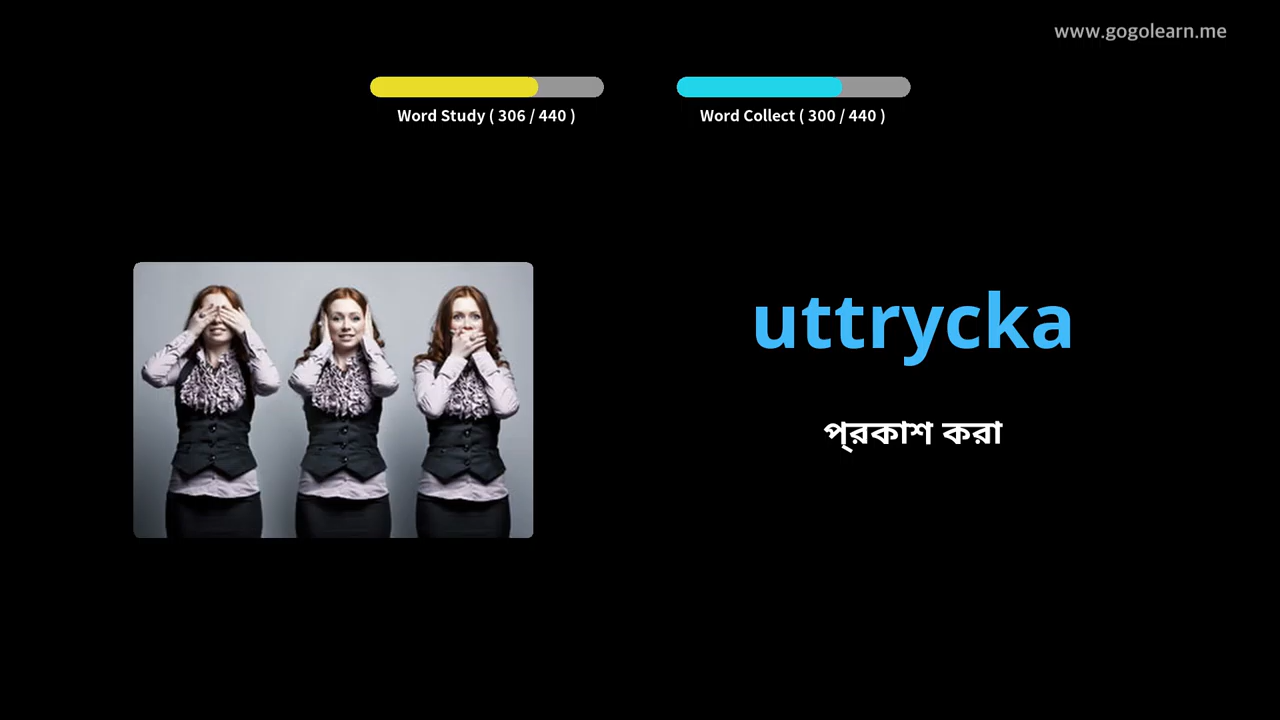 www.gogolearn.me
Word Study ( 306 / 440 )
Word Collect ( 300 / 440 )
uttrycka
প্রকাশ করা